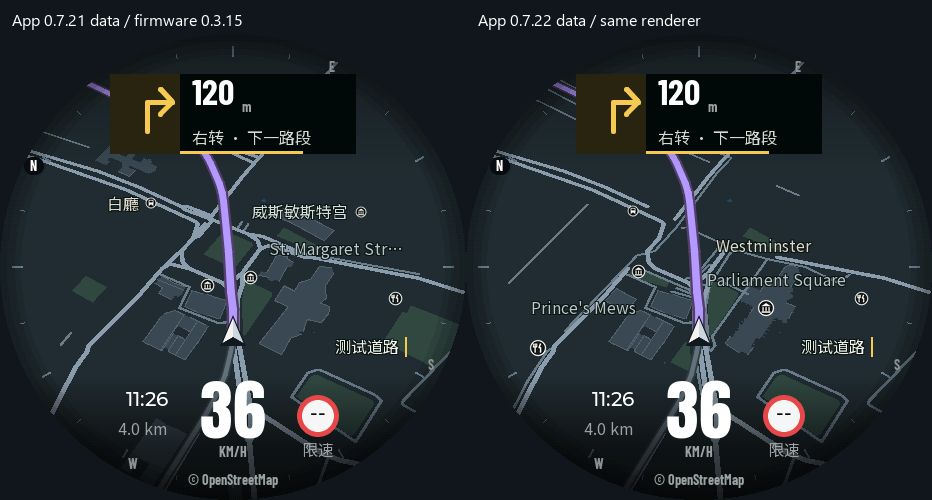 App 0.7.21 data / firmware 0.3.15
E
120 m
右转 · 下一路段
N
白廳
威斯敏斯特宫
St. Margaret Str···
测试道路
S
11:26
36
--
4.0 km
KM/H
限速
W
© OpenStreetMap
App 0.7.22 data / same renderer
E
120 m
右转 · 下一路段
N
Westminster
Parliament Square
Prince's Mews
测试道路
S
11:26
36
--
4.0 km
KM/H
限速
W
© OpenStreetMap